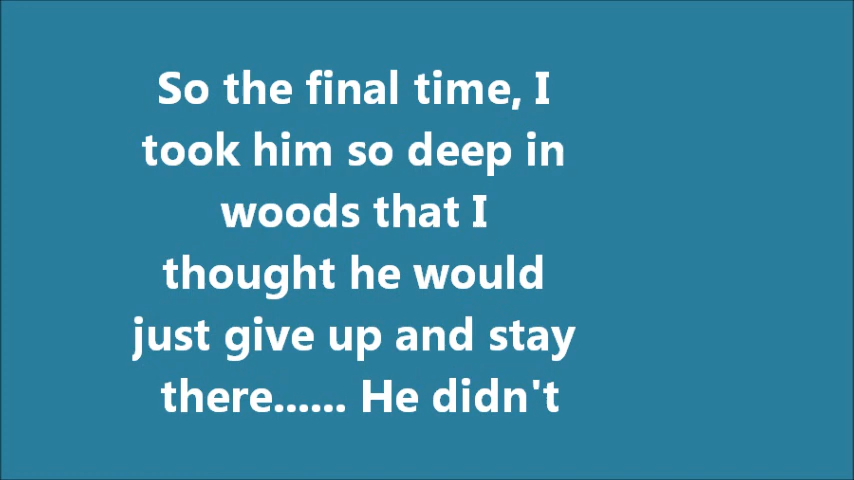 So the final time, I
took him so deep in
woods that I
thought he would
just give up and stay
there...... He didn't